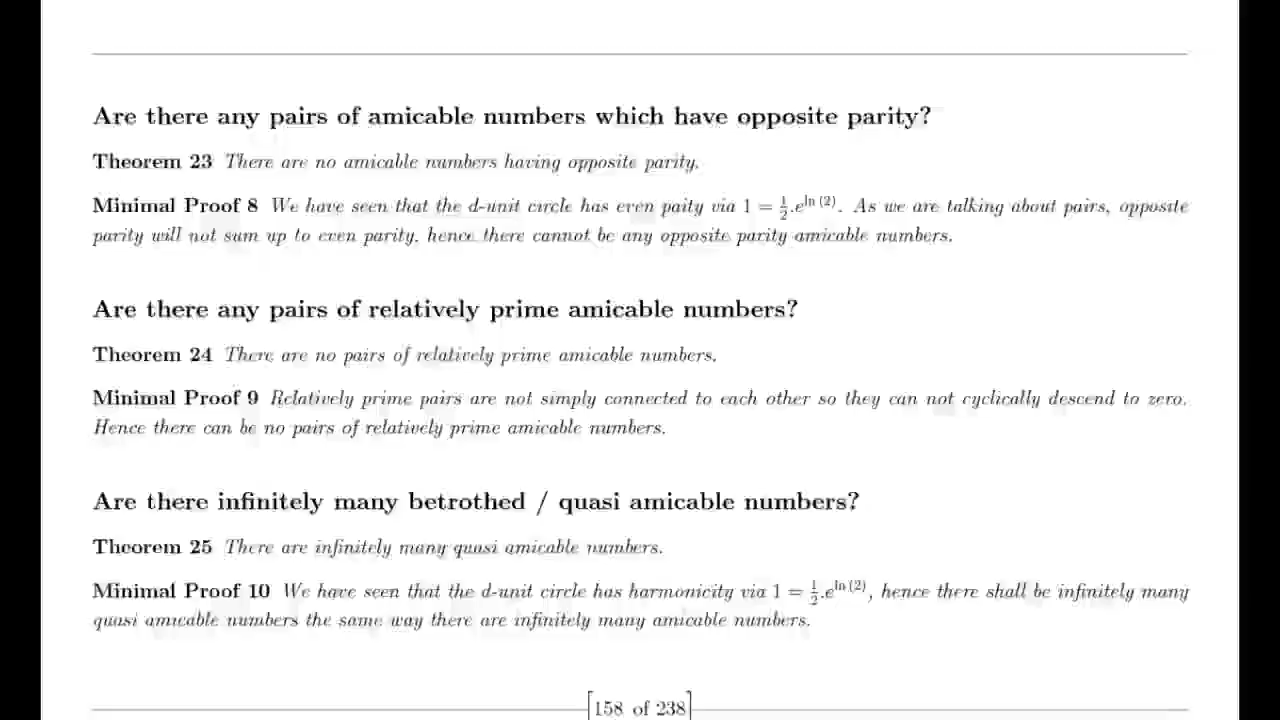 Are there any pairs of amicable numbers which have opposite parity?
Theorem 23 There are no amicable numbers having opposite parity.
Minimal Proof 8 We have seen that the d-unit circle has even paity via 1 = ½.e^{ln (2)}. As we are talking about pairs, opposite
parity will not sum up to even parity. hence there cannot be any opposite parity amicable numbers.
Are there any pairs of relatively prime amicable numbers?
Theorem 24 There are no pairs of relatively prime amicable numbers.
Minimal Proof 9 Relatively prime pairs are not simply connected to each other so they can not cyclically descend to zero.
Hence there can be no pairs of relatively prime amicable numbers.
Are there infinitely many betrothed / quasi amicable numbers?
Theorem 25 There are infinitely many quasi amicable numbers.
Minimal Proof 10 We have seen that the d-unit circle has harmonicity via 1 = ½.e^{ln (2)}, hence there shall be infinitely many
quasi amicable numbers the same way there are infinitely many amicable numbers.
[158 of 238]